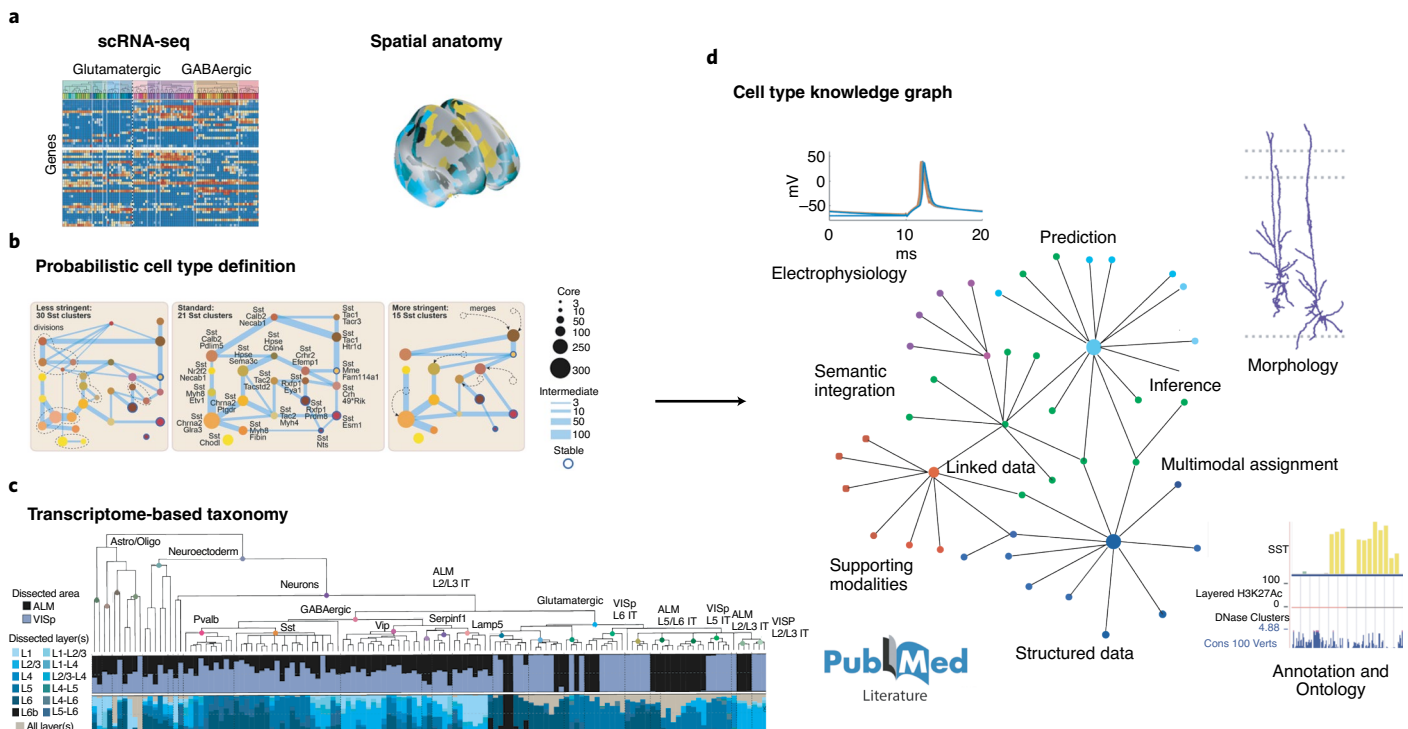 a
scRNA-seq
Spatial anatomy
Glutamatergic
GABAergic
Genes
b
Probabilistic cell type definition
Less stringent:
30 Sst clusters
divisions
Standard:
21 Sst clusters
Sst
Calb2
Necab1
Sst
Tac1
Tacr3
Sst
Calb2
Pdlim5
Sst
Hpse
Sema3c
Sst
Hpse
Cbln4
Sst
Crhr2
Efemp1
Sst
Tac1
Htr1d
Sst
Nr2f2
Necab1
Sst
Tac2
Tacstd2
Sst
Rxfp1
Eya1
Sst
Mme
Fam114a1
Sst
Myh8
Etv1
Sst
Chrna2
Ptgdr
Sst
Crh
49*Rik
Sst
Chrna2
Glra3
Sst
Tac2
Myh4
Sst
Rxfp1
Prdm8
Sst
Esm1
Sst
Chodl
Sst
Myh8
Fibin
Sst
Nts
More stringent:
15 Sst clusters
merges
Core
3
10
50
100
250
300
Intermediate
3
10
50
100
Stable
c
Transcriptome-based taxonomy
Astro/Oligo
Neuroectoderm
Neurons
ALM
L2/L3 IT
GABAergic
Glutamatergic
Pvalb
Sst
Vip
Serpinf1
Lamp5
VISp
L6 IT
ALM
L5/L6 IT
VISp
L5 IT
ALM
L2/L3 IT
VISP
L2/L3 IT
Dissected area
ALM
VISp
Dissected layer(s)
L1
L1-L2/3
L2/3
L1-L4
L4
L2/3-L4
L5
L4-L5
L6
L4-L6
L6b
L5-L6
All layer(s)
d
Cell type knowledge graph
50
0
–50
mV
0
10
20
ms
Electrophysiology
Prediction
Morphology
Semantic
integration
Inference
Linked data
Multimodal assignment
Supporting
modalities
Structured data
PubMed
Literature
SST
100
Layered H3K27Ac
0
DNase Clusters
4.88
Cons 100 Verts
Annotation and
Ontology